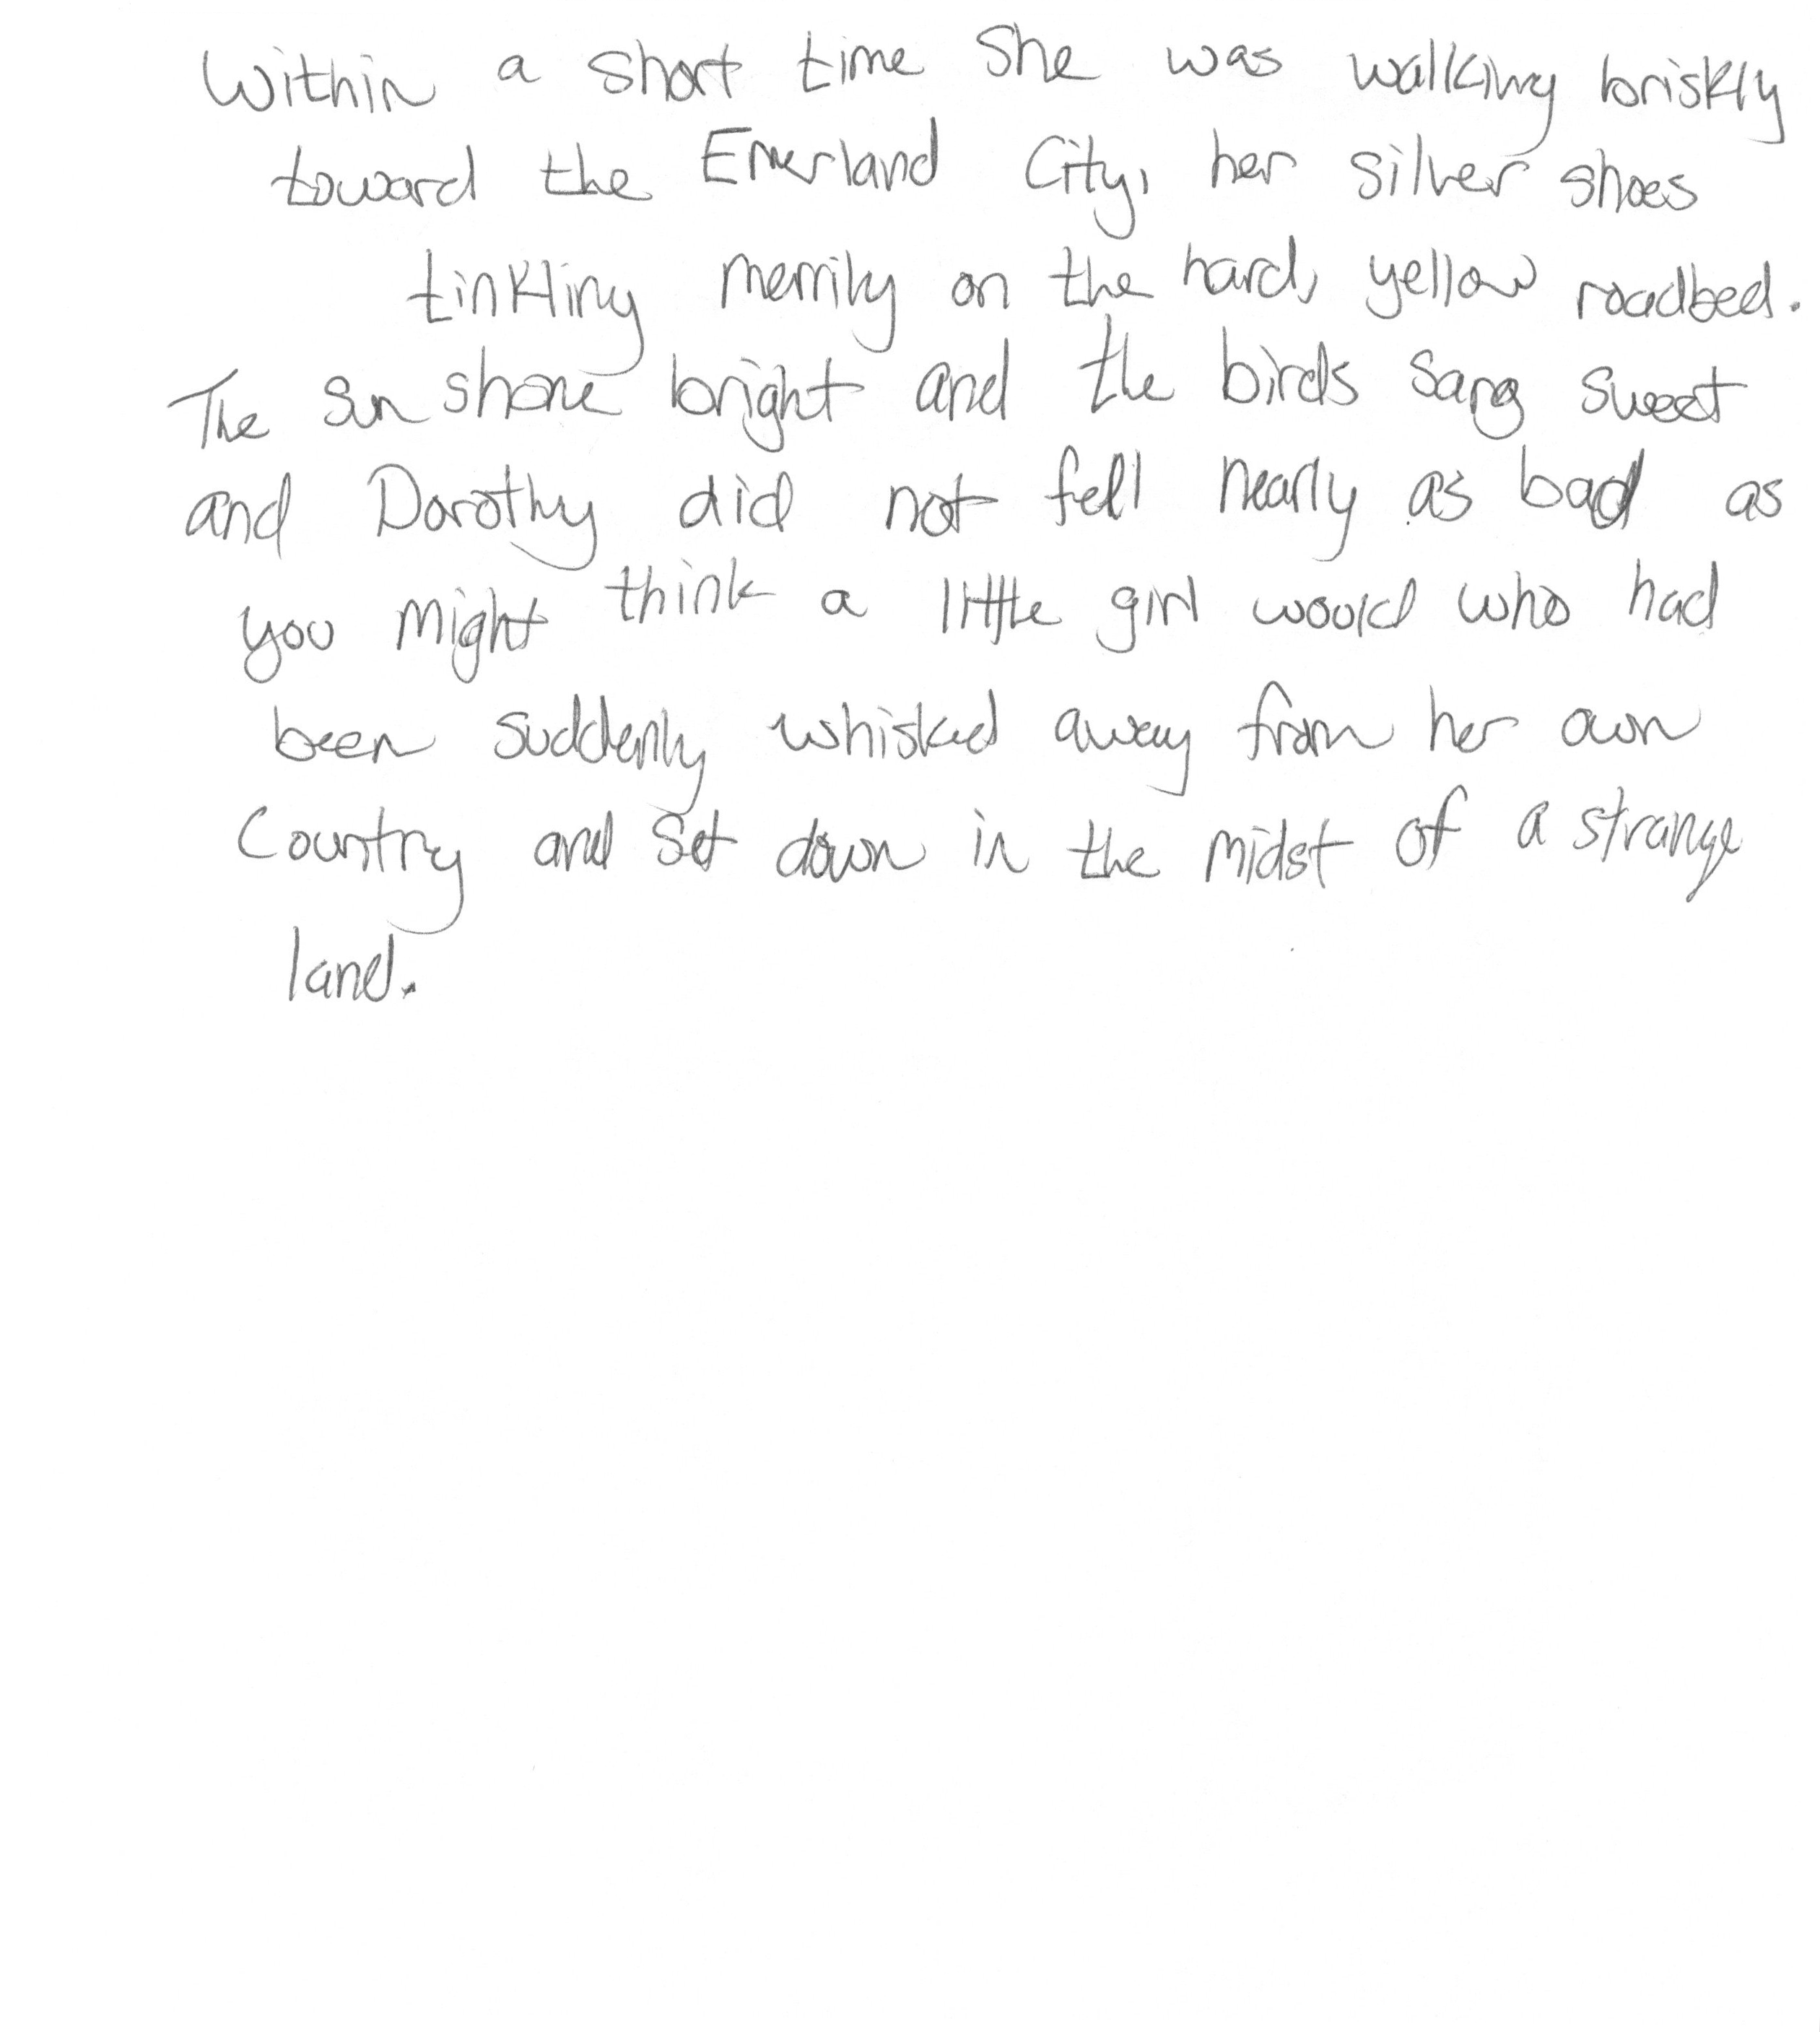 Within a short time she was walking briskly
toward the Emerland City, her silver shoes
tinkling merrily on the hard, yellow roadbed.
The sun shone bright and the birds sang sweet
and Dorothy did not fell nearly as bad as
you might think a little girl would who had
been suddenly whisked away from her own
Country and set down in the midst of a strange
land.